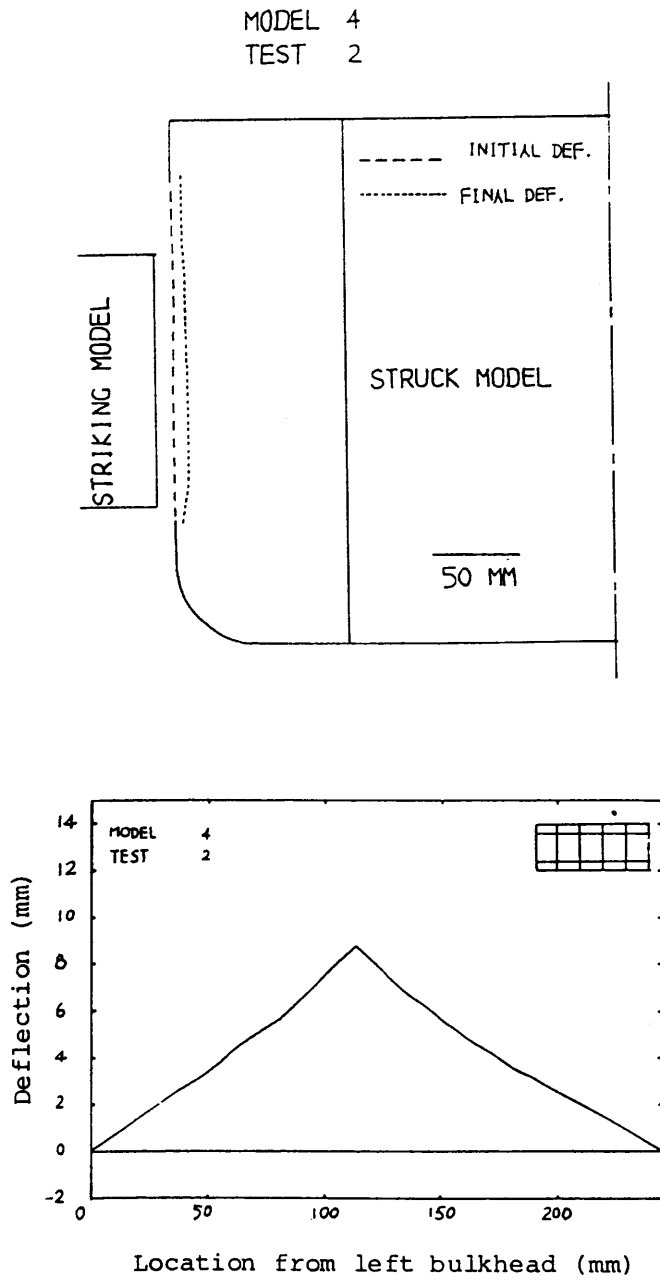 MODEL 4
TEST 2
INITIAL DEF.
FINAL DEF.
STRIKING MODEL
STRUCK MODEL
50 MM
MODEL 4
TEST 2
14
12
10
8
6
4
2
0
-2
Deflection (mm)
0 50 100 150 200
Location from left bulkhead (mm)